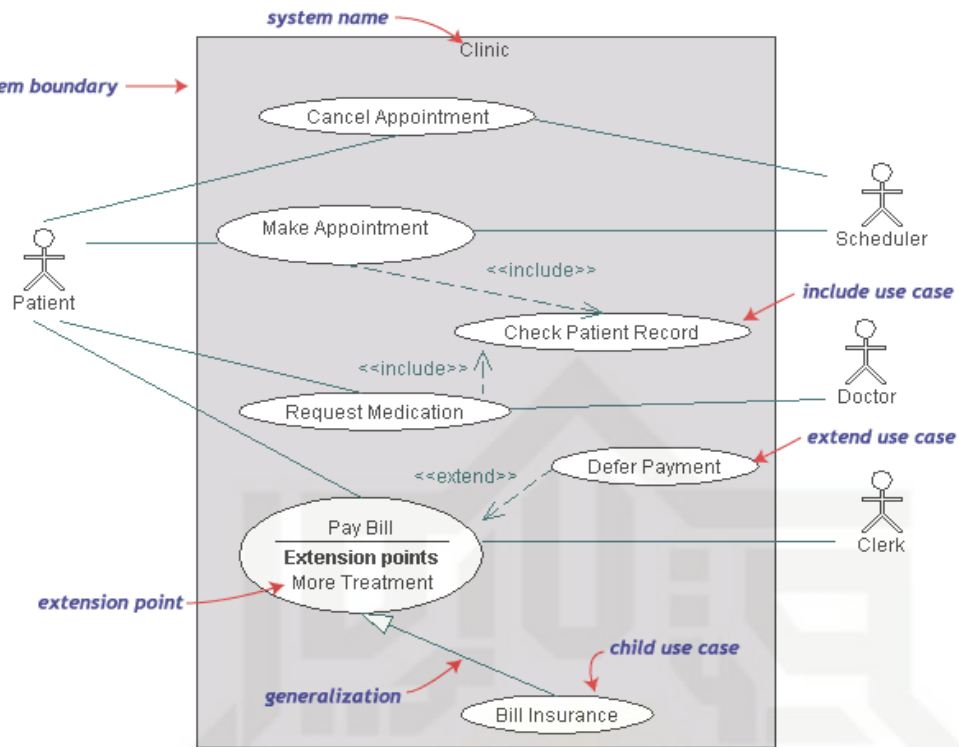 system name
Clinic
em boundary
Cancel Appointment
Make Appointment
Scheduler
<<include>>
Patient
include use case
Check Patient Record
<<include>>
Doctor
Request Medication
extend use case
Defer Payment
<<extend>>
Pay Bill
Clerk
Extension points
More Treatment
extension point
child use case
generalization
Bill Insurance